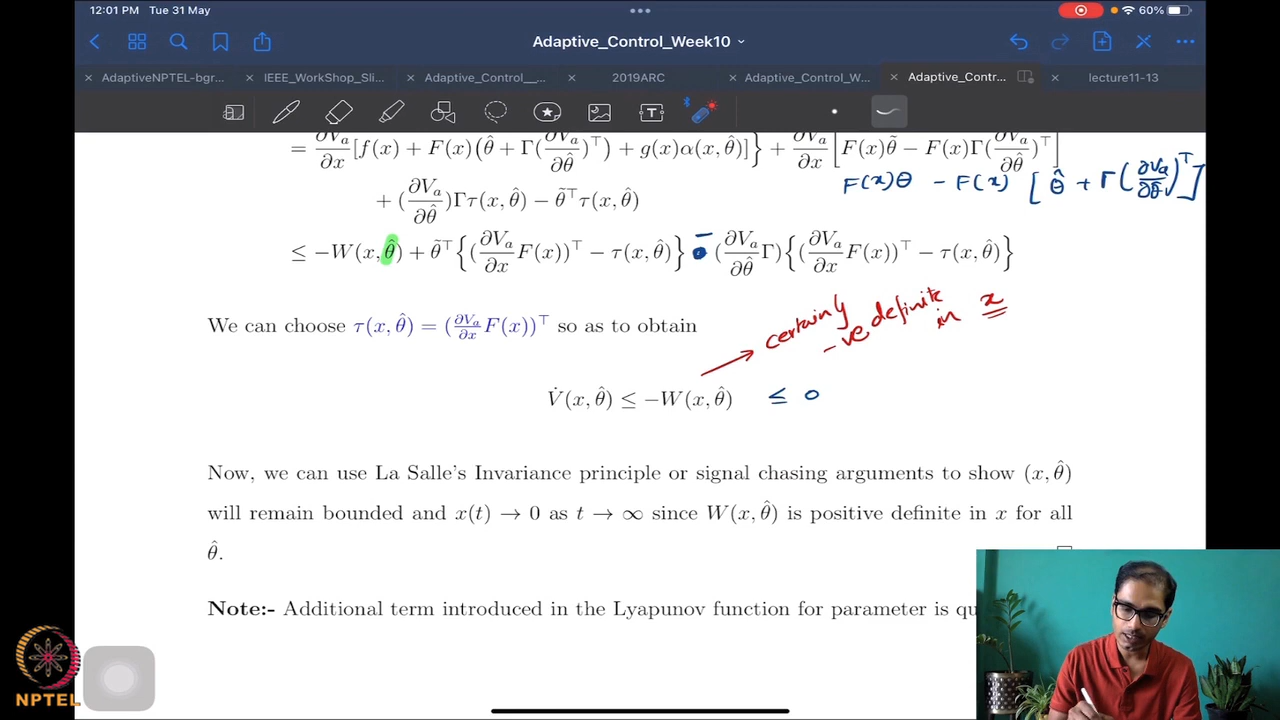 12:01 PM Tue 31 May
60%
Adaptive_Control_Week10
AdaptiveNPTEL-bgr...
IEEE_WorkShop_Sli...
Adaptive_Control__...
2019ARC
Adaptive_Control_W...
Adaptive_Contr...
lecture11-13
= ∂V_a/∂x [f(x) + F(x)(θ̂ + Γ(∂V_a/∂θ̂)^⊤) + g(x)α(x, θ̂)]} + ∂V_a/∂x [F(x)θ̃ − F(x)Γ(∂V_a/∂θ̂)^⊤]
F(x)θ − F(x) [θ̂ + Γ(∂V_a/∂θ̂)^⊤]
+ (∂V_a/∂θ̂)Γτ(x, θ̂) − θ̃^⊤τ(x, θ̂)
≤ −W(x, θ̂) + θ̃^⊤{(∂V_a/∂x F(x))^⊤ − τ(x, θ̂)} − (∂V_a/∂θ̂ Γ){(∂V_a/∂x F(x))^⊤ − τ(x, θ̂)}
We can choose τ(x, θ̂) = (∂V_a/∂x F(x))^⊤ so as to obtain
certainly
-ve definite
in x
V̇(x, θ̂) ≤ −W(x, θ̂) ≤ 0
Now, we can use La Salle's Invariance principle or signal chasing arguments to show (x, θ̂)
will remain bounded and x(t) → 0 as t → ∞ since W(x, θ̂) is positive definite in x for all
θ̂.
Note:- Additional term introduced in the Lyapunov function for parameter is
NPTEL